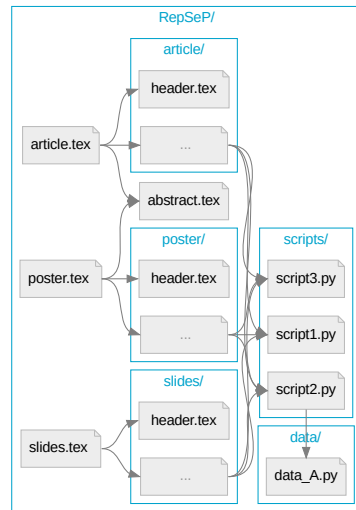 RepSeP/
article/
header.tex
article.tex
...
abstract.tex
poster/
scripts/
poster.tex
header.tex
script3.py
...
script1.py
slides/
script2.py
header.tex
data/
slides.tex
...
data_A.py